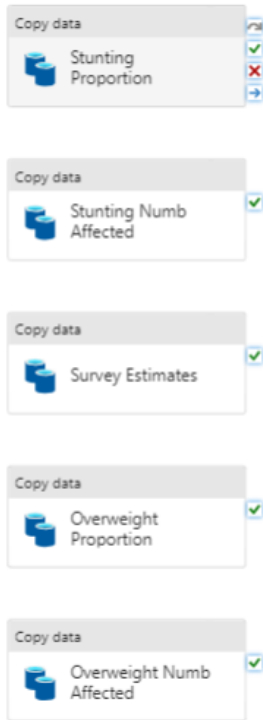 Copy data
Stunting
Proportion
Copy data
Stunting Numb
Affected
Copy data
Survey Estimates
Copy data
Overweight
Proportion
Copy data
Overweight Numb
Affected